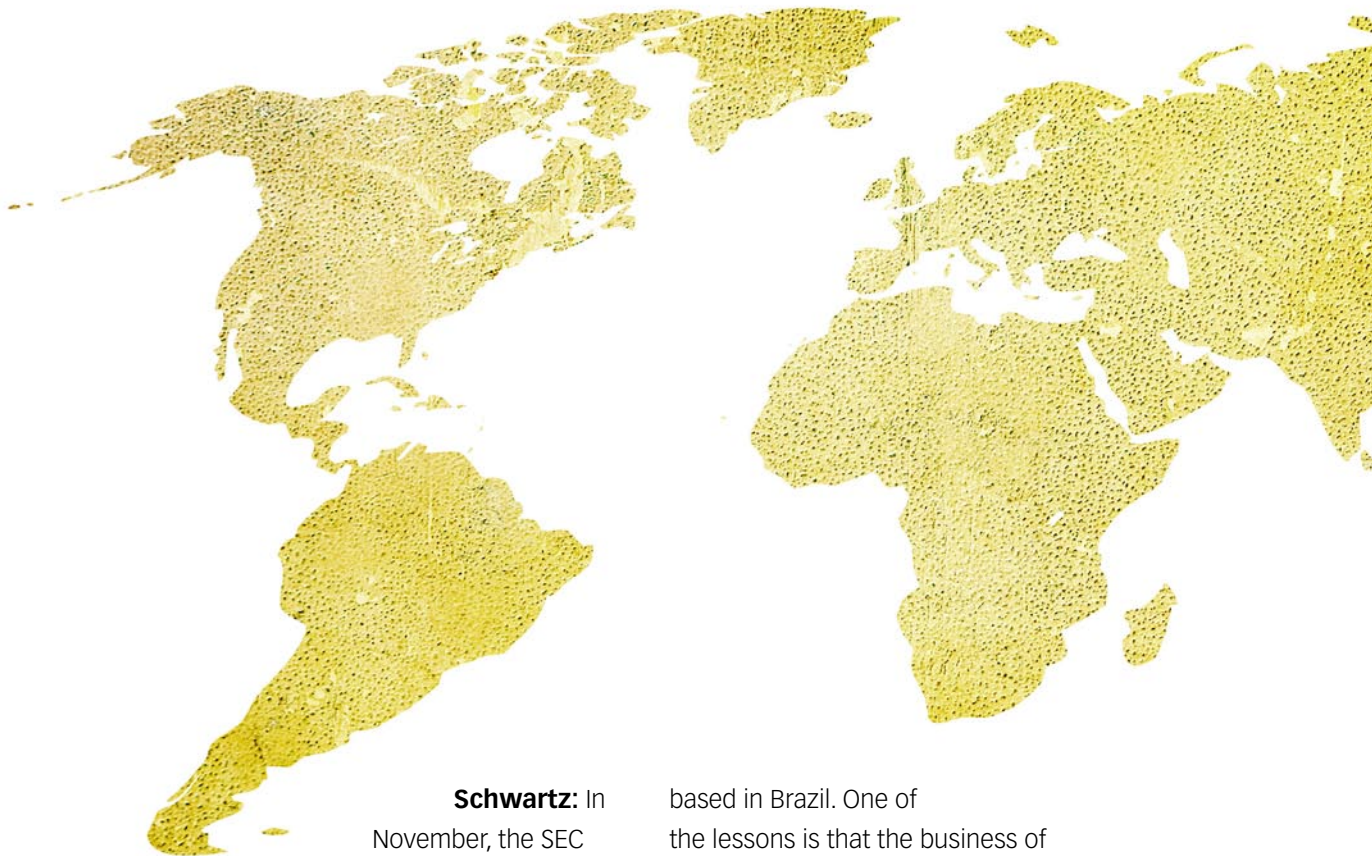 Schwartz: In
November, the SEC
based in Brazil. One of
the lessons is that the business of